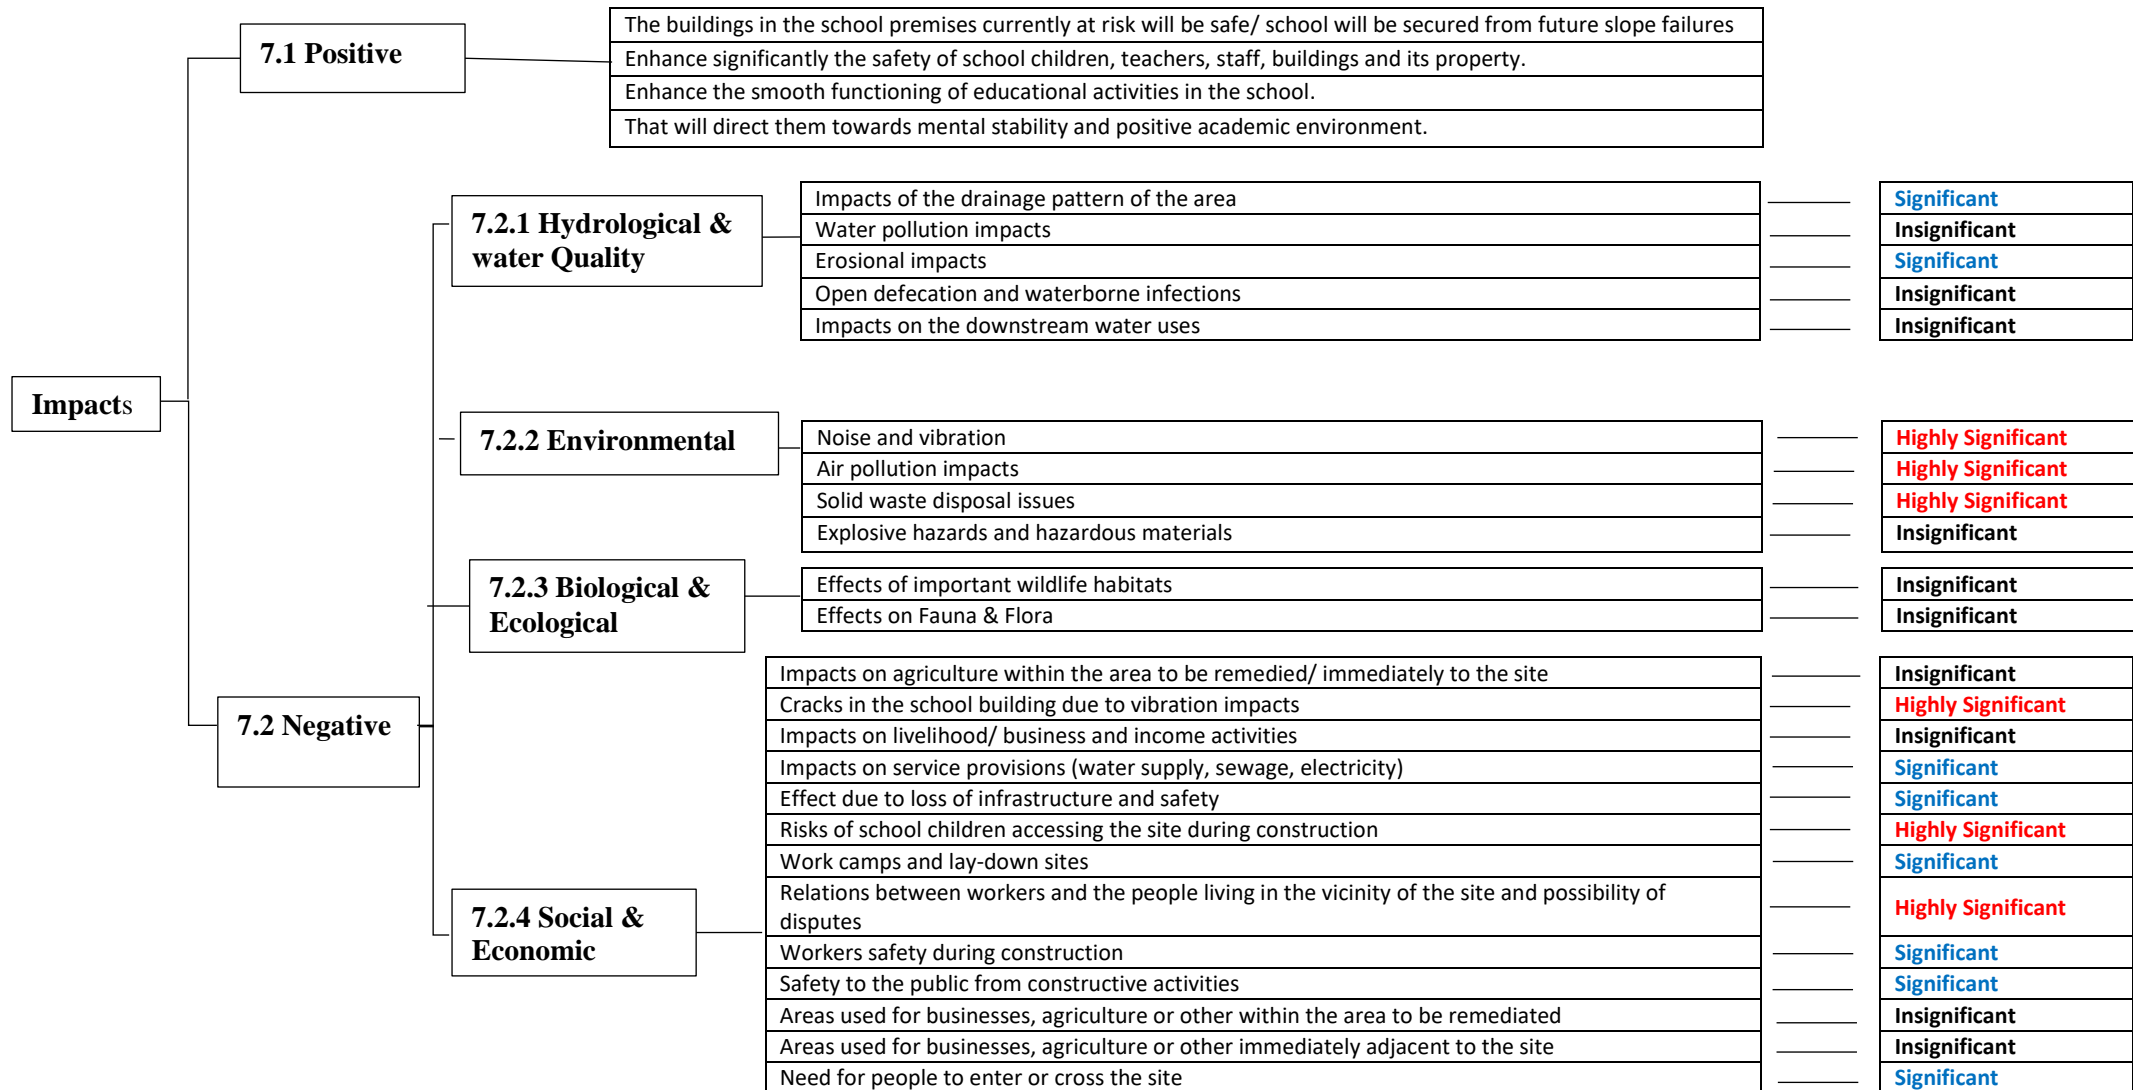 Impacts
7.1 Positive
The buildings in the school premises currently at risk will be safe/ school will be secured from future slope failures
Enhance significantly the safety of school children, teachers, staff, buildings and its property.
Enhance the smooth functioning of educational activities in the school.
That will direct them towards mental stability and positive academic environment.
7.2 Negative
7.2.1 Hydrological &
water Quality
Impacts of the drainage pattern of the area
Significant
Water pollution impacts
Insignificant
Erosional impacts
Significant
Open defecation and waterborne infections
Insignificant
Impacts on the downstream water uses
Insignificant
7.2.2 Environmental
Noise and vibration
Highly Significant
Air pollution impacts
Highly Significant
Solid waste disposal issues
Highly Significant
Explosive hazards and hazardous materials
Insignificant
7.2.3 Biological &
Ecological
Effects of important wildlife habitats
Insignificant
Effects on Fauna & Flora
Insignificant
7.2.4 Social &
Economic
Impacts on agriculture within the area to be remedied/ immediately to the site
Insignificant
Cracks in the school building due to vibration impacts
Highly Significant
Impacts on livelihood/ business and income activities
Insignificant
Impacts on service provisions (water supply, sewage, electricity)
Significant
Effect due to loss of infrastructure and safety
Significant
Risks of school children accessing the site during construction
Highly Significant
Work camps and lay-down sites
Significant
Relations between workers and the people living in the vicinity of the site and possibility of
disputes
Highly Significant
Workers safety during construction
Significant
Safety to the public from constructive activities
Significant
Areas used for businesses, agriculture or other within the area to be remediated
Insignificant
Areas used for businesses, agriculture or other immediately adjacent to the site
Insignificant
Need for people to enter or cross the site
Significant